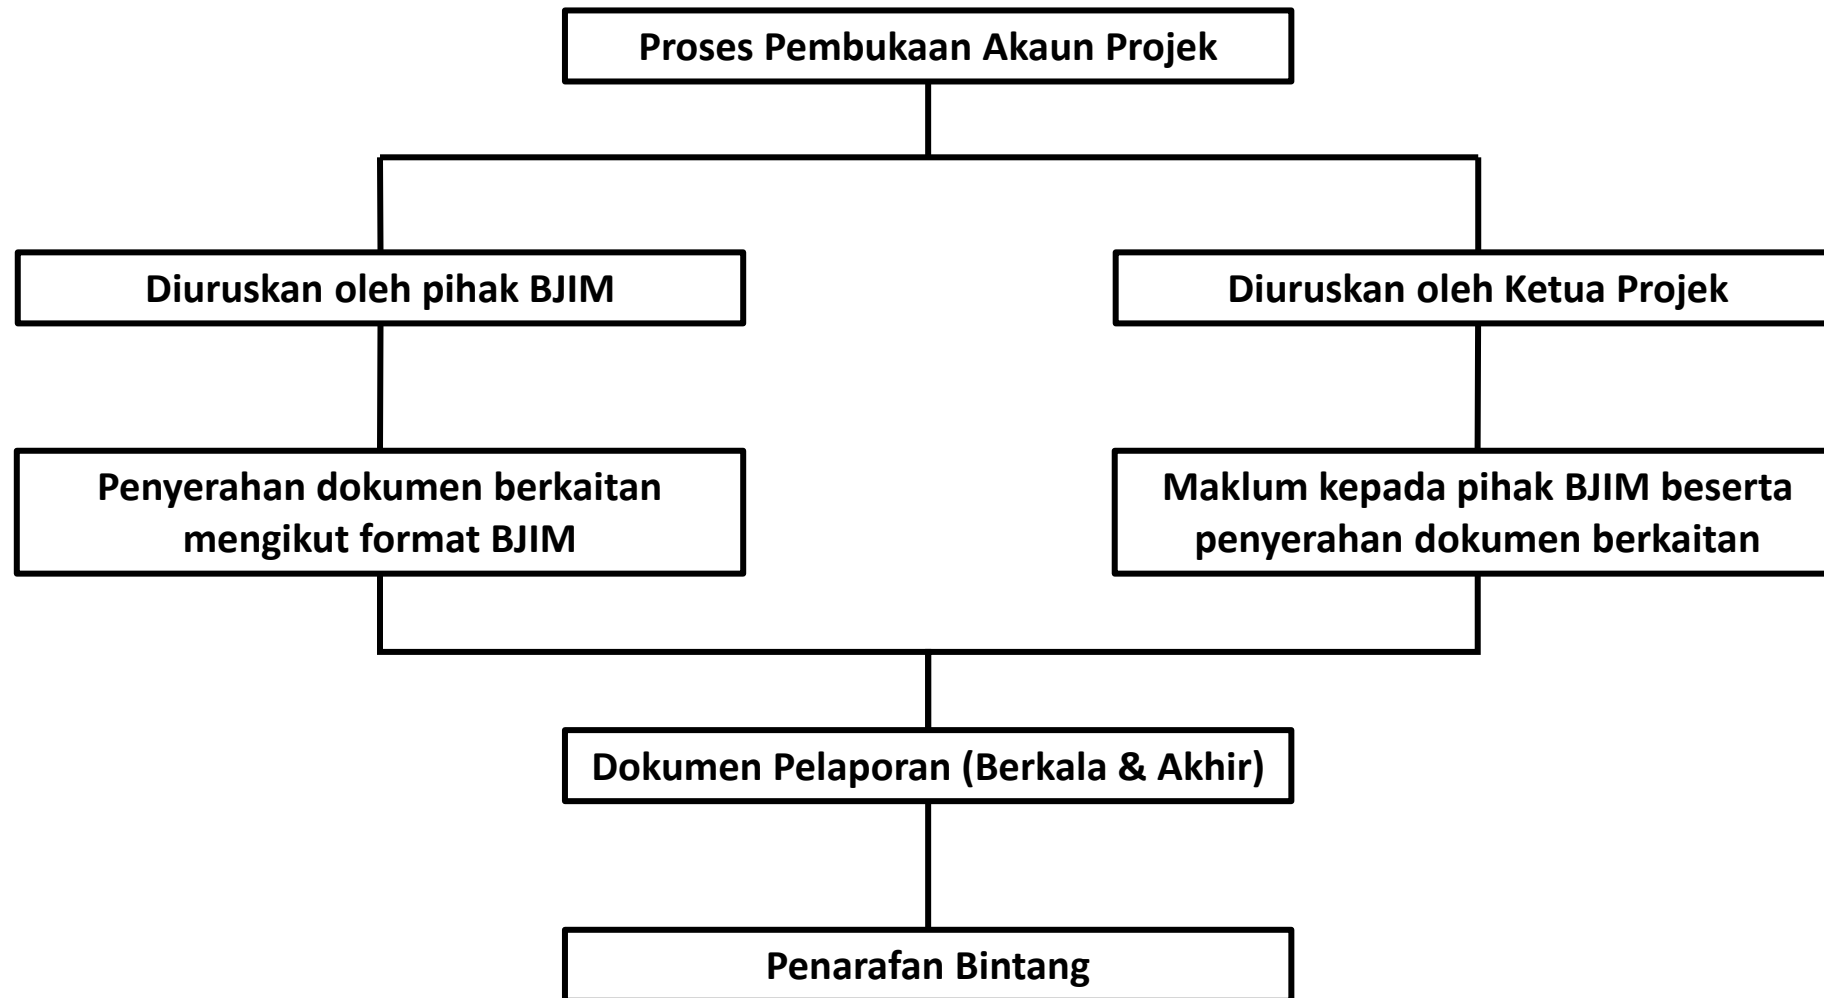 Proses Pembukaan Akaun Projek
Diuruskan oleh pihak BJIM
Diuruskan oleh Ketua Projek
Penyerahan dokumen berkaitan
mengikut format BJIM
Maklum kepada pihak BJIM beserta
penyerahan dokumen berkaitan
Dokumen Pelaporan (Berkala & Akhir)
Penarafan Bintang